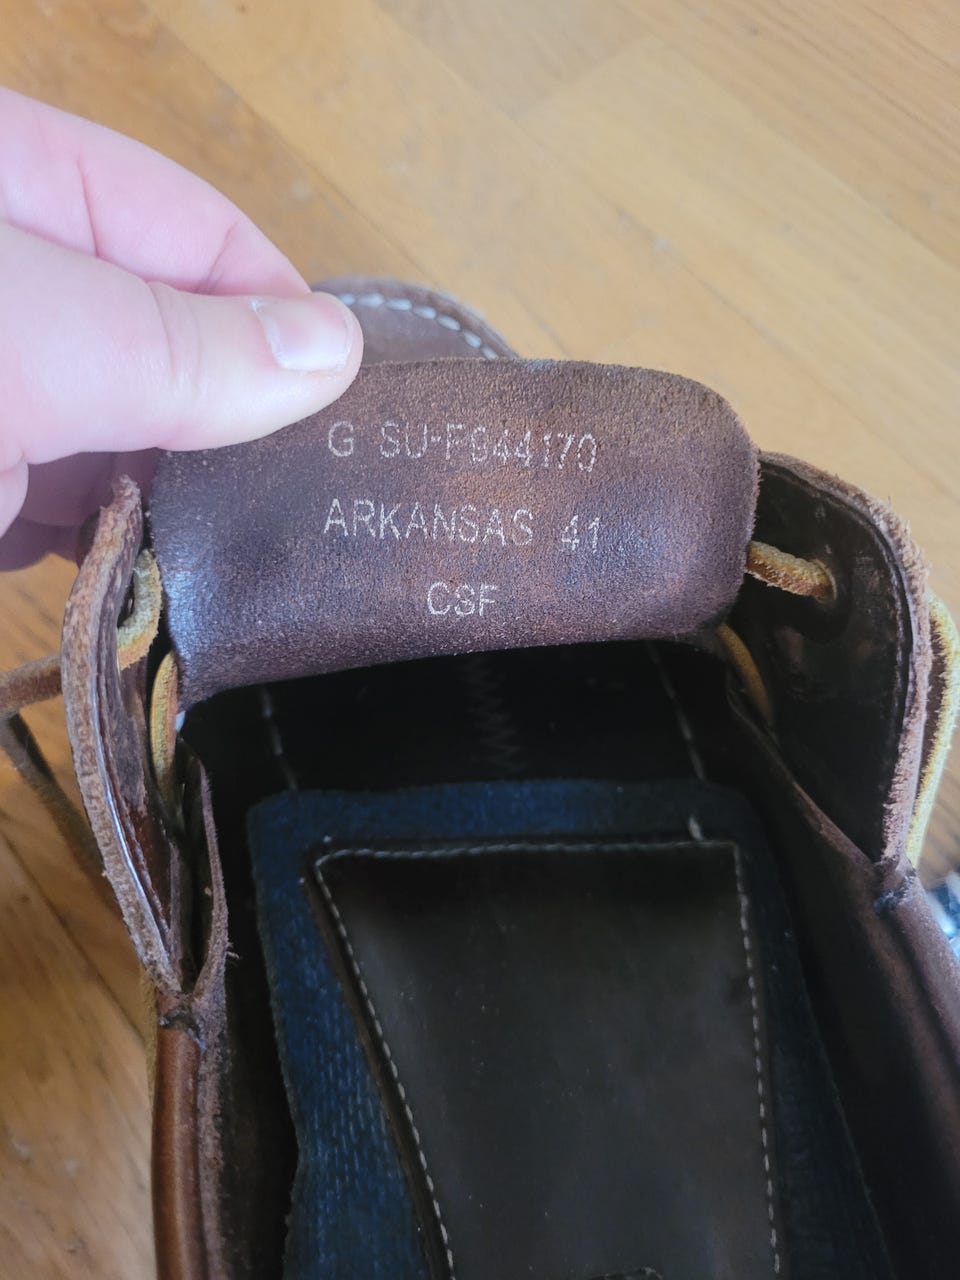 G SU-F944170
ARKANSAS 41
CSF